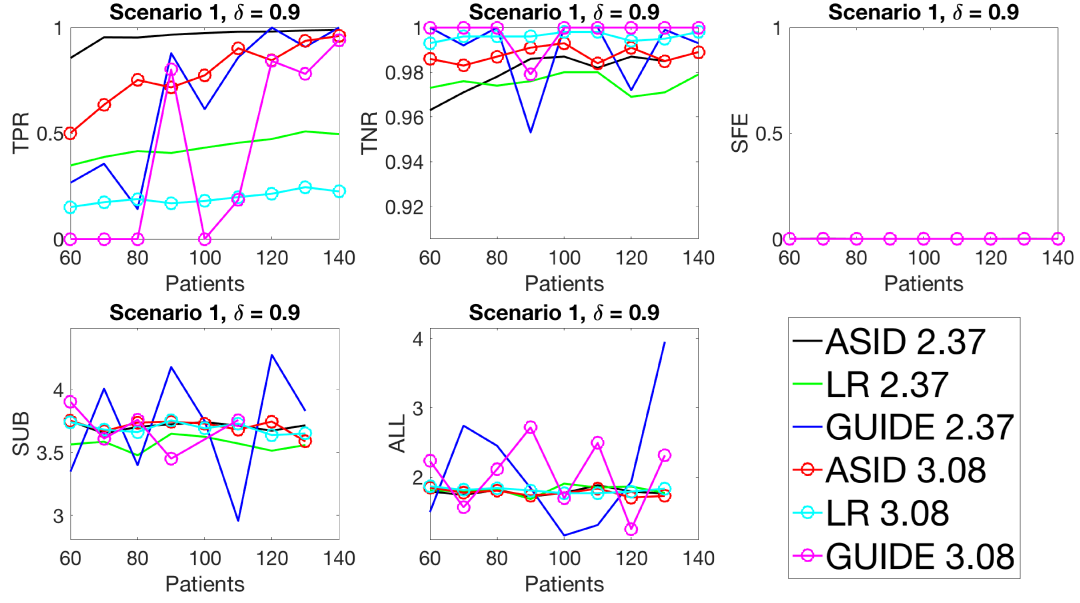 Scenario 1, δ = 0.9
TPR
1
0.5
0
60 80 100 120 140
Patients
Scenario 1, δ = 0.9
TNR
1
0.98
0.96
0.94
0.92
60 80 100 120 140
Patients
Scenario 1, δ = 0.9
SFE
1
0.5
0
60 80 100 120 140
Patients
Scenario 1, δ = 0.9
SUB
4
3.5
3
60 80 100 120 140
Patients
Scenario 1, δ = 0.9
ALL
4
3
2
60 80 100 120 140
Patients
ASID 2.37
LR 2.37
GUIDE 2.37
ASID 3.08
LR 3.08
GUIDE 3.08